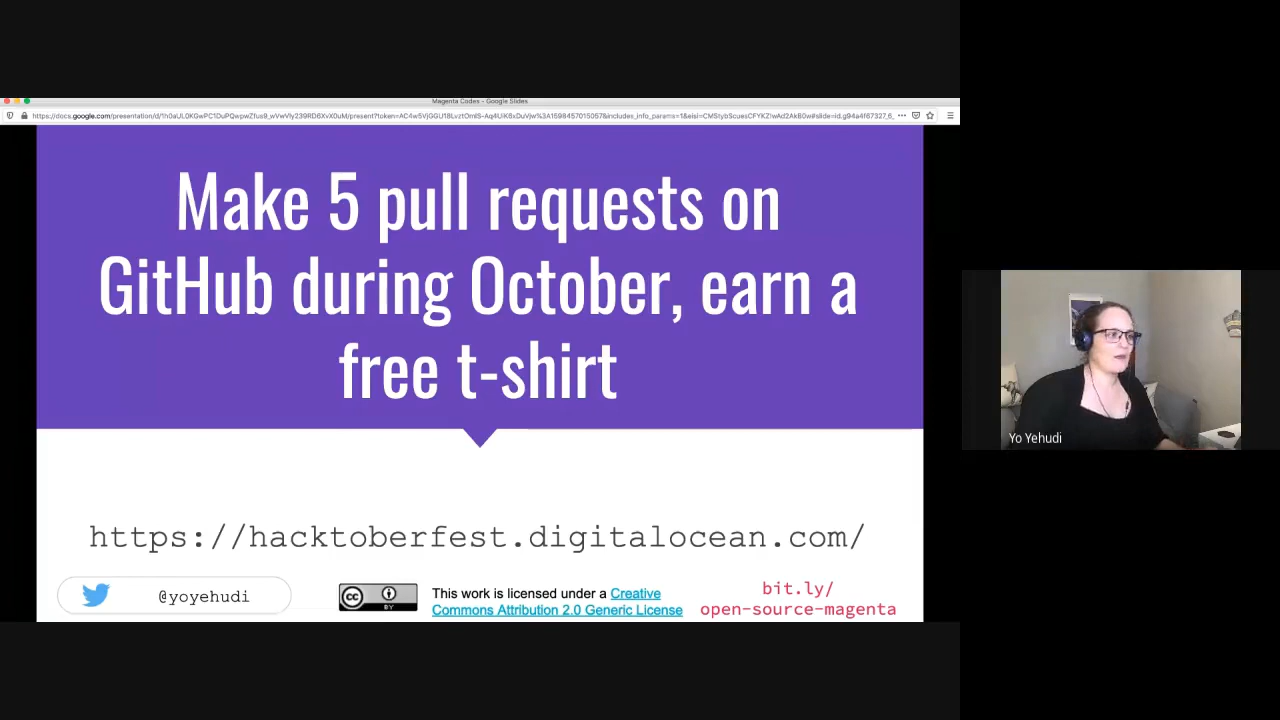 Magenta Codes - Google Slides
Make 5 pull requests on
GitHub during October, earn a
free t-shirt
https://hacktoberfest.digitalocean.com/
@yoyehudi
CC BY
This work is licensed under a Creative
Commons Attribution 2.0 Generic License
bit.ly/
open-source-magenta
Yo Yehudi